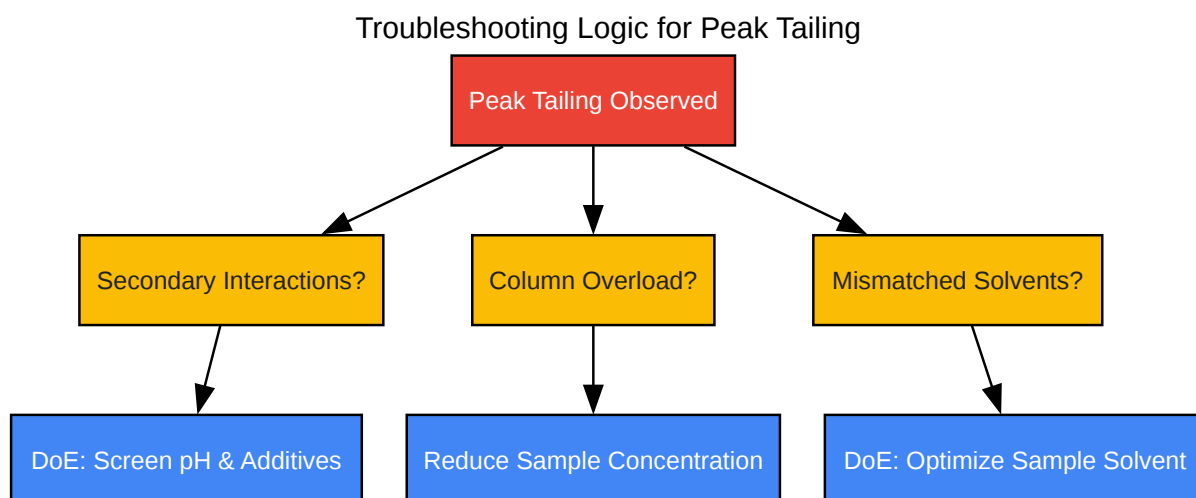 Troubleshooting Logic for Peak Tailing
Peak Tailing Observed
Secondary Interactions?
Column Overload?
Mismatched Solvents?
DoE: Screen pH & Additives
Reduce Sample Concentration
DoE: Optimize Sample Solvent